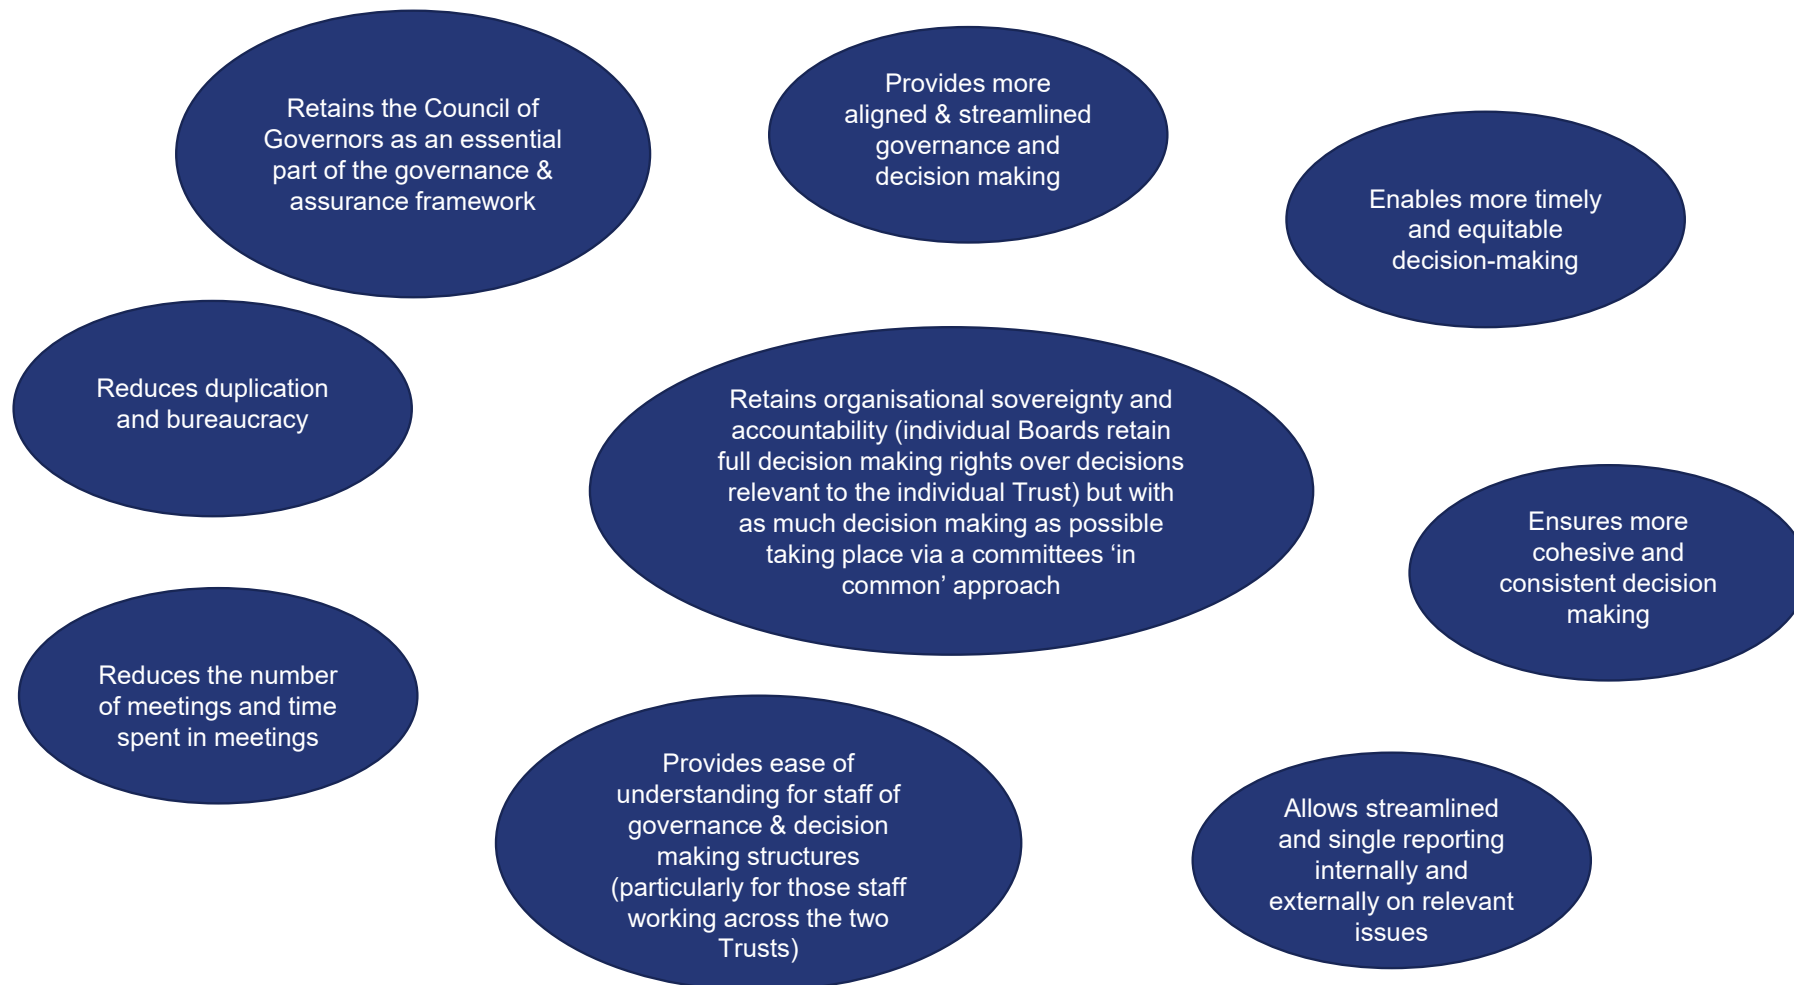 Retains the Council of
Governors as an essential
part of the governance &
assurance framework
Provides more
aligned & streamlined
governance and
decision making
Enables more timely
and equitable
decision-making
Reduces duplication
and bureaucracy
Retains organisational sovereignty and
accountability (individual Boards retain
full decision making rights over decisions
relevant to the individual Trust) but with
as much decision making as possible
taking place via a committees ‘in
common’ approach
Ensures more
cohesive and
consistent decision
making
Reduces the number
of meetings and time
spent in meetings
Provides ease of
understanding for staff of
governance & decision
making structures
(particularly for those staff
working across the two
Trusts)
Allows streamlined
and single reporting
internally and
externally on relevant
issues